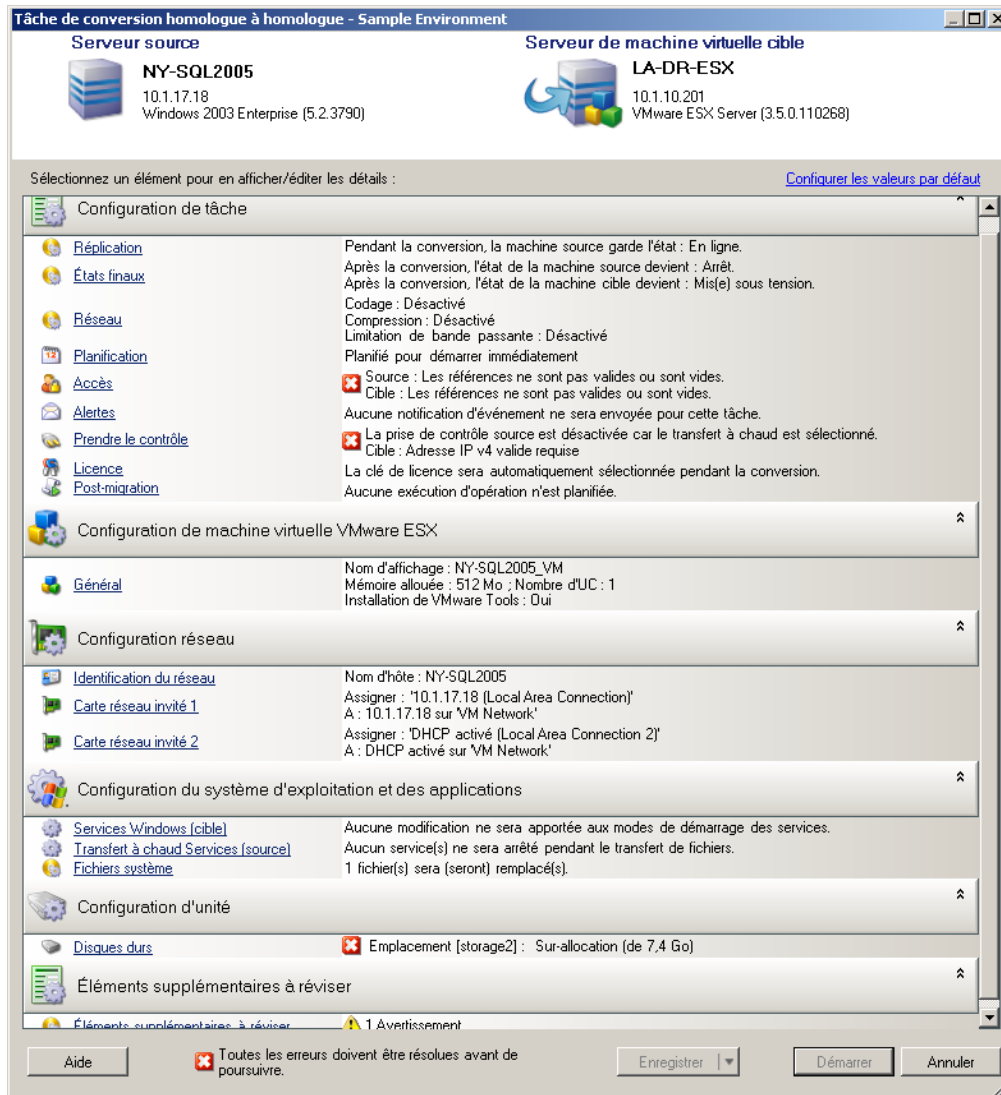 Tâche de conversion homologue à homologue - Sample Environment
Serveur source
NY-SQL2005
10.1.17.18
Windows 2003 Enterprise (5.2.3790)
Serveur de machine virtuelle cible
LA-DR-ESX
10.1.10.201
VMware ESX Server (3.5.0.110268)
Sélectionnez un élément pour en afficher/éditer les détails :
Configurer les valeurs par défaut
Configuration de tâche
Réplication
Pendant la conversion, la machine source garde l'état : En ligne.
États finaux
Après la conversion, l'état de la machine source devient : Arrêt.
Après la conversion, l'état de la machine cible devient : Mis(e) sous tension.
Réseau
Codage : Désactivé
Compression : Désactivé
Limitation de bande passante : Désactivé
Planification
Planifié pour démarrer immédiatement
Accès
Source : Les références ne sont pas valides ou sont vides.
Cible : Les références ne sont pas valides ou sont vides.
Alertes
Aucune notification d'événement ne sera envoyée pour cette tâche.
Prendre le contrôle
La prise de contrôle source est désactivée car le transfert à chaud est sélectionné.
Cible : Adresse IP v4 valide requise
Licence
La clé de licence sera automatiquement sélectionnée pendant la conversion.
Post-migration
Aucune exécution d'opération n'est planifiée.
Configuration de machine virtuelle VMware ESX
Général
Nom d'affichage : NY-SQL2005_VM
Mémoire allouée : 512 Mo ; Nombre d'UC : 1
Installation de VMware Tools : Oui
Configuration réseau
Identification du réseau
Nom d'hôte : NY-SQL2005
Carte réseau invité 1
Assigner : '10.1.17.18 (Local Area Connection)'
A : 10.1.17.18 sur 'VM Network'
Carte réseau invité 2
Assigner : 'DHCP activé (Local Area Connection 2)'
A : DHCP activé sur 'VM Network'
Configuration du système d'exploitation et des applications
Services Windows (cible)
Aucune modification ne sera apportée aux modes de démarrage des services.
Transfert à chaud Services (source)
Aucun service(s) ne sera arrêté pendant le transfert de fichiers.
Fichiers système
1 fichier(s) sera (seront) remplacé(s).
Configuration d'unité
Disques durs
Emplacement [storage2] : Sur-allocation (de 7,4 Go)
Éléments supplémentaires à réviser
Éléments supplémentaires à réviser
1 Avertissement
Aide
Toutes les erreurs doivent être résolues avant de
poursuivre.
Enregistrer
Démarrer
Annuler